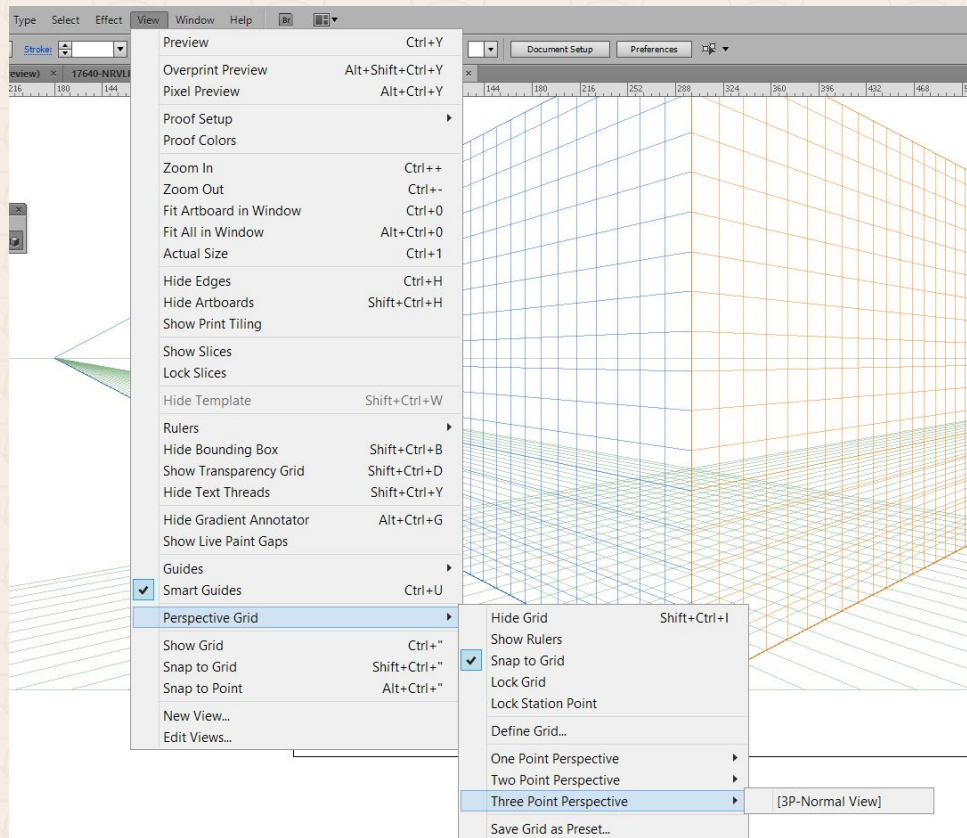 Type Select Effect View Window Help Br
Stroke: Document Setup Preferences
eview) × 17640-NRVLF ×
216 180 144 144 180 216 252 288 324 360 396 432 468
Preview Ctrl+Y
Overprint Preview Alt+Shift+Ctrl+Y
Pixel Preview Alt+Ctrl+Y
Proof Setup
Proof Colors
Zoom In Ctrl++
Zoom Out Ctrl+-
Fit Artboard in Window Ctrl+0
Fit All in Window Alt+Ctrl+0
Actual Size Ctrl+1
Hide Edges Ctrl+H
Hide Artboards Shift+Ctrl+H
Show Print Tiling
Show Slices
Lock Slices
Hide Template Shift+Ctrl+W
Rulers
Hide Bounding Box Shift+Ctrl+B
Show Transparency Grid Shift+Ctrl+D
Hide Text Threads Shift+Ctrl+Y
Hide Gradient Annotator Alt+Ctrl+G
Show Live Paint Gaps
Guides
Smart Guides Ctrl+U
Perspective Grid
Show Grid Ctrl+"
Snap to Grid Shift+Ctrl+"
Snap to Point Alt+Ctrl+"
New View...
Edit Views...
Hide Grid Shift+Ctrl+I
Show Rulers
Snap to Grid
Lock Grid
Lock Station Point
Define Grid...
One Point Perspective
Two Point Perspective
Three Point Perspective
[3P-Normal View]
Save Grid as Preset...